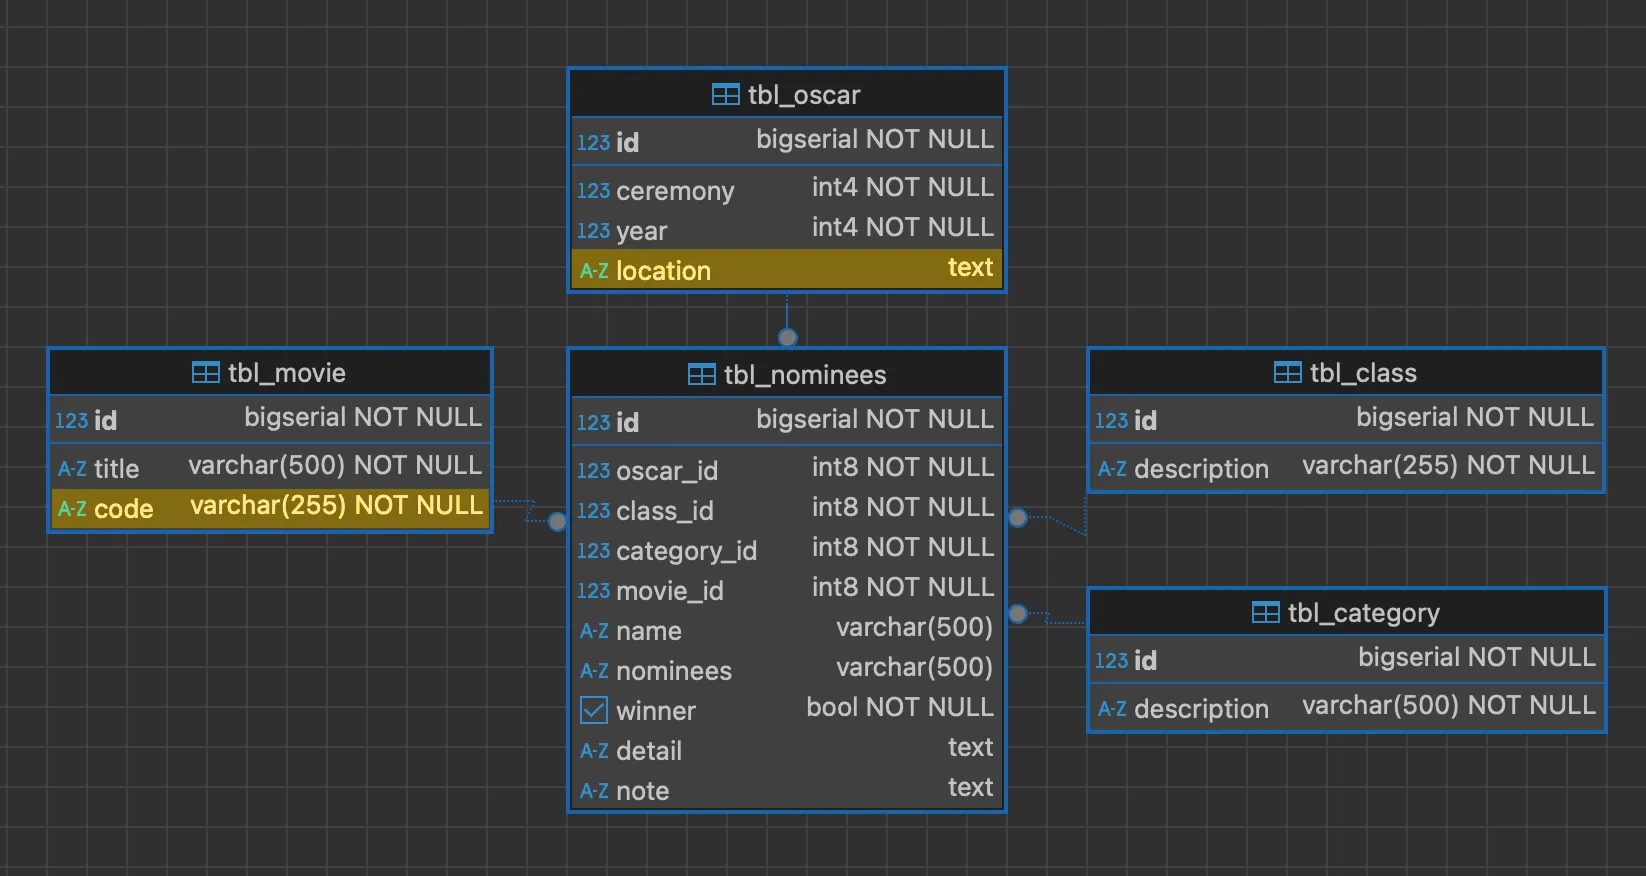 tbl_oscar
123 id bigserial NOT NULL
123 ceremony int4 NOT NULL
123 year int4 NOT NULL
A-Z location text
tbl_movie
123 id bigserial NOT NULL
A-Z title varchar(500) NOT NULL
A-Z code varchar(255) NOT NULL
tbl_nominees
123 id bigserial NOT NULL
123 oscar_id int8 NOT NULL
123 class_id int8 NOT NULL
123 category_id int8 NOT NULL
123 movie_id int8 NOT NULL
A-Z name varchar(500)
A-Z nominees varchar(500)
winner bool NOT NULL
A-Z detail text
A-Z note text
tbl_class
123 id bigserial NOT NULL
A-Z description varchar(255) NOT NULL
tbl_category
123 id bigserial NOT NULL
A-Z description varchar(500) NOT NULL